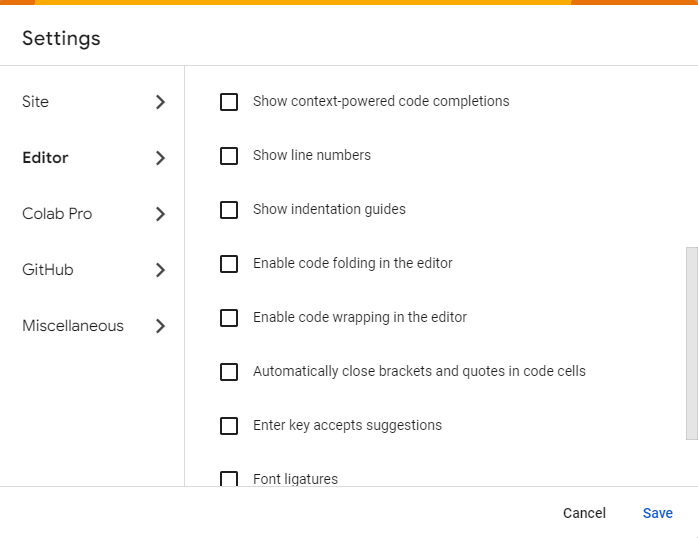 Settings
Site
Editor
Colab Pro
GitHub
Miscellaneous
Show context-powered code completions
Show line numbers
Show indentation guides
Enable code folding in the editor
Enable code wrapping in the editor
Automatically close brackets and quotes in code cells
Enter key accepts suggestions
Font ligatures
Cancel
Save